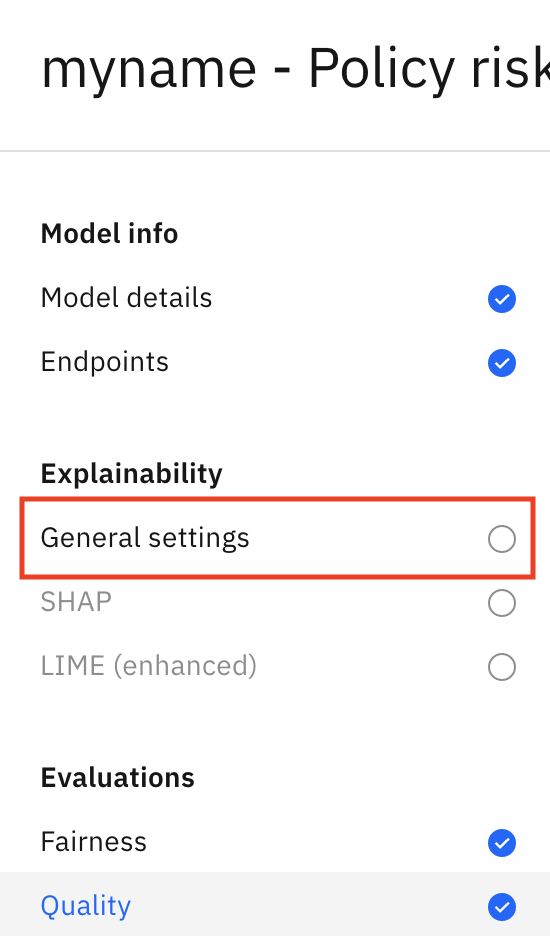 myname - Policy risk
Model info
Model details
Endpoints
Explainability
General settings
SHAP
LIME (enhanced)
Evaluations
Fairness
Quality